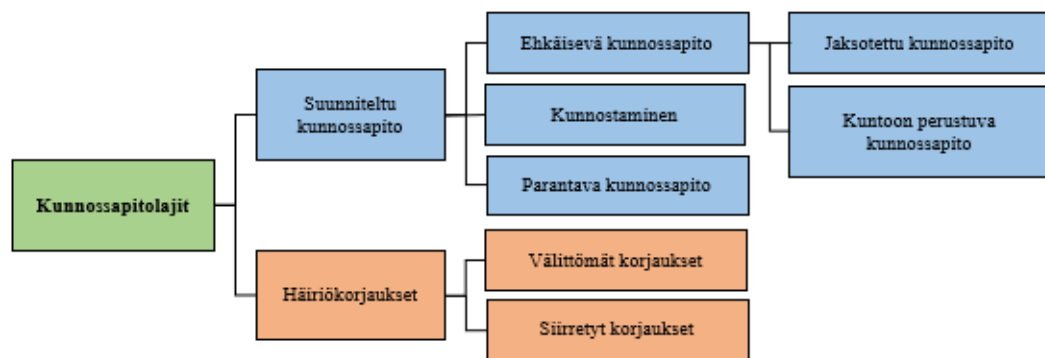 Ehkäisevä kunnossapito
Jaksotettu kunnossapito
Suunniteltu
kunnossapito
Kunnostaminen
Kuntoon perustuva
kunnossapito
Parantava kunnossapito
Kunnossapitolajit
Välittömät korjaukset
Häiriökorjaukset
Siirretyt korjaukset